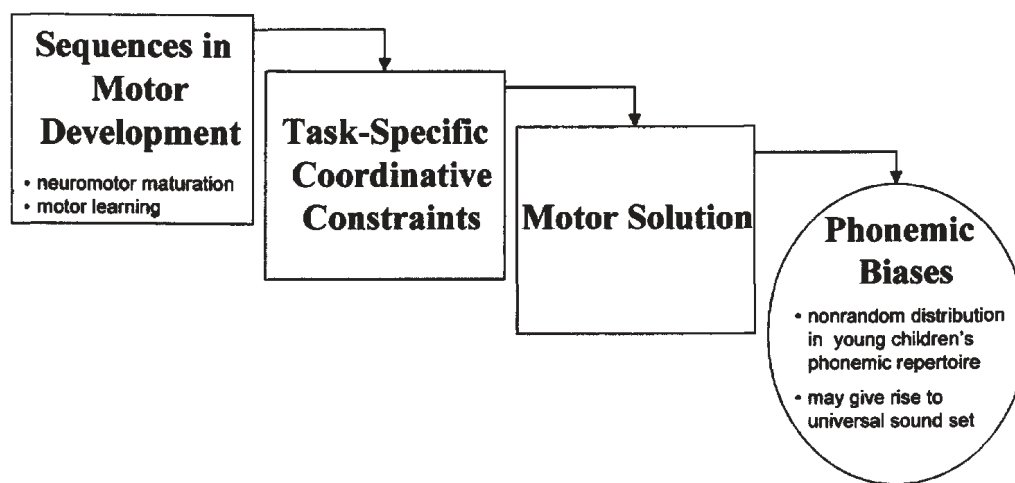 Sequences in
Motor
Development
• neuromotor maturation
• motor learning
Task-Specific
Coordinative
Constraints
Motor Solution
Phonemic
Biases
• nonrandom distribution
in young children's
phonemic repertoire
• may give rise to
universal sound set